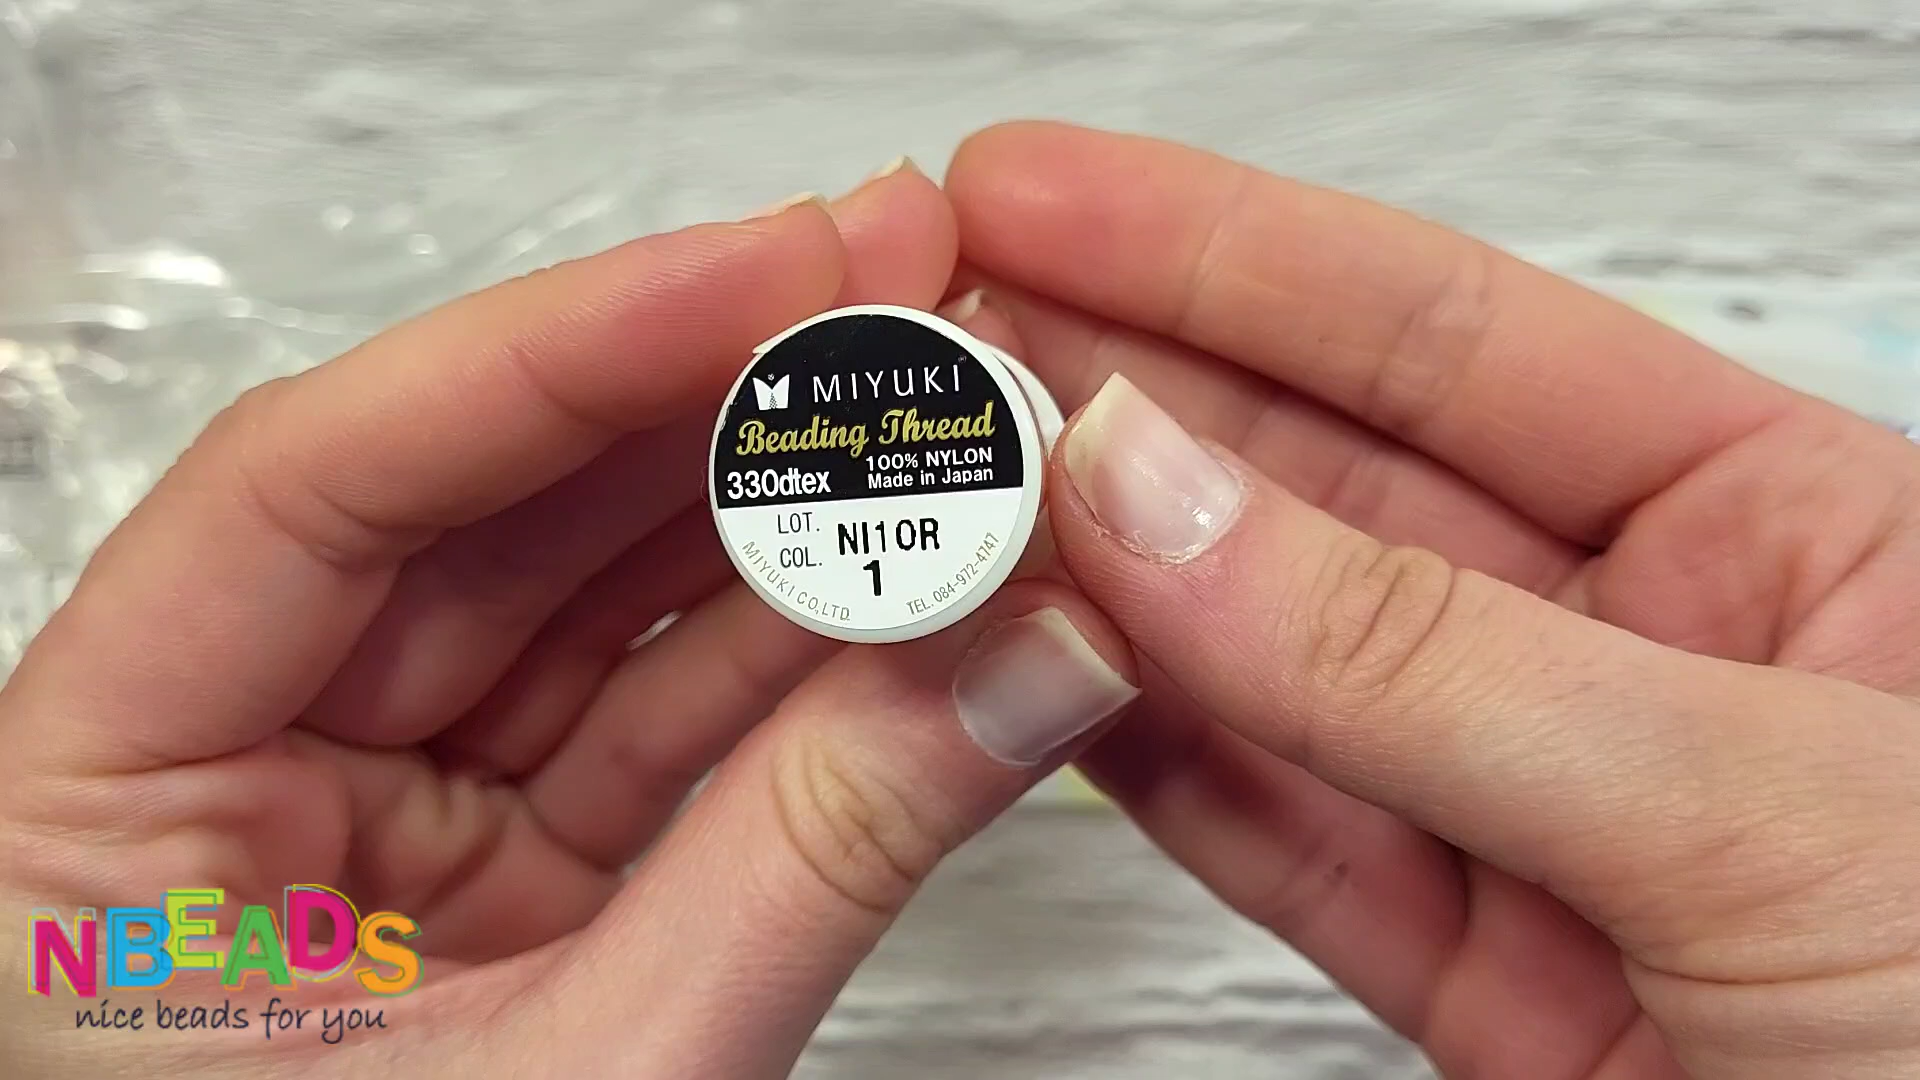 MIYUKI
Beading Thread
330dtex
100% NYLON
Made in Japan
LOT. NI10R
COL. 1
MIYUKI CO.,LTD.
TEL. 084-972-4747
NBEADS
nice beads for you